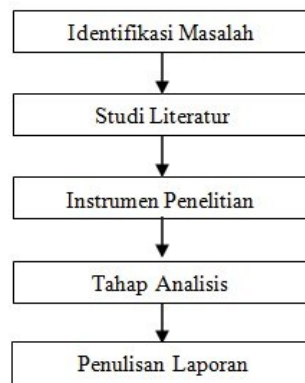 Identifikasi Masalah
Studi Literatur
Instrumen Penelitian
Tahap Analisis
Penulisan Laporan